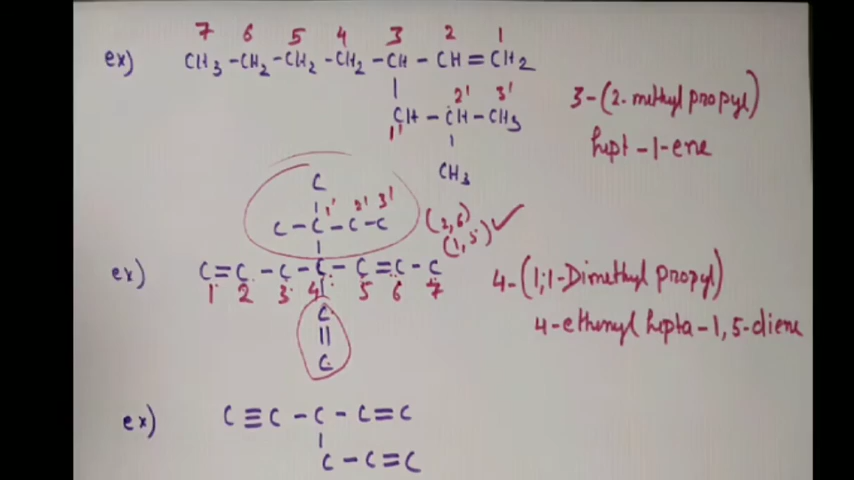 7 6 5 4 3 2 1
ex) CH3 - CH2 - CH2 - CH2 - CH - CH = CH2
|
1' 2' 3'
CH - CH - CH3
|
CH3
3-(2-methyl propyl)
hept-1-ene
C
|
1' 2' 3'
C - C - C - C
|
(2,6)
(1,5) ✓
ex) C = C - C - C - C = C - C
1 2 3 4 5 6 7
|
C
||
C
4-(1;1-Dimethyl propyl)
4-ethenyl hepta-1,5-diene
ex) C ≡ C - C - C = C
|
C - C = C